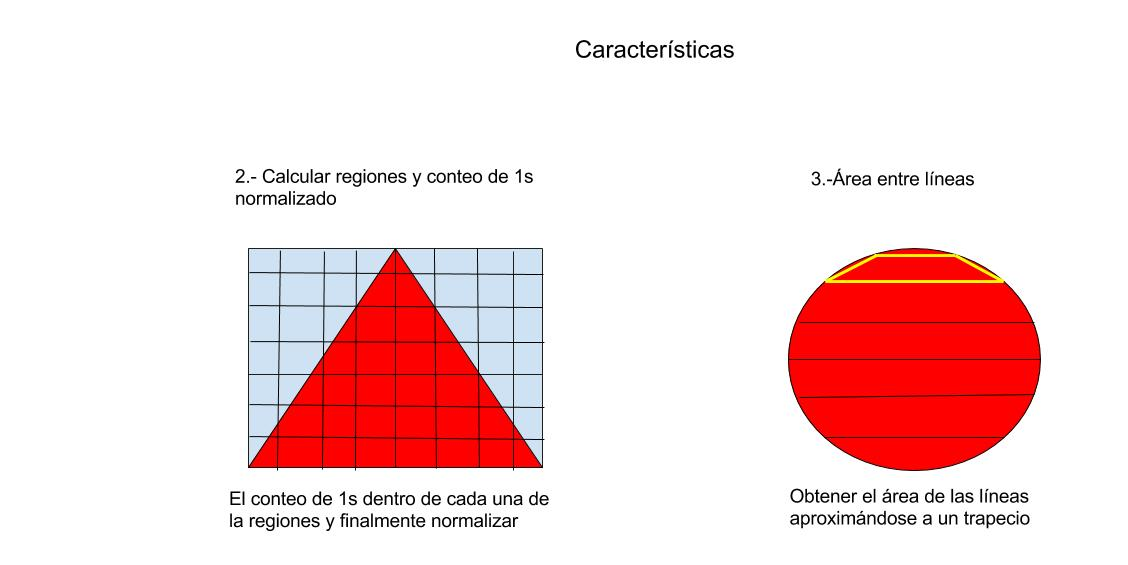 Características
2.- Calcular regiones y conteo de 1s
normalizado
3.-Área entre líneas
El conteo de 1s dentro de cada una de
la regiones y finalmente normalizar
Obtener el área de las líneas
aproximándose a un trapecio